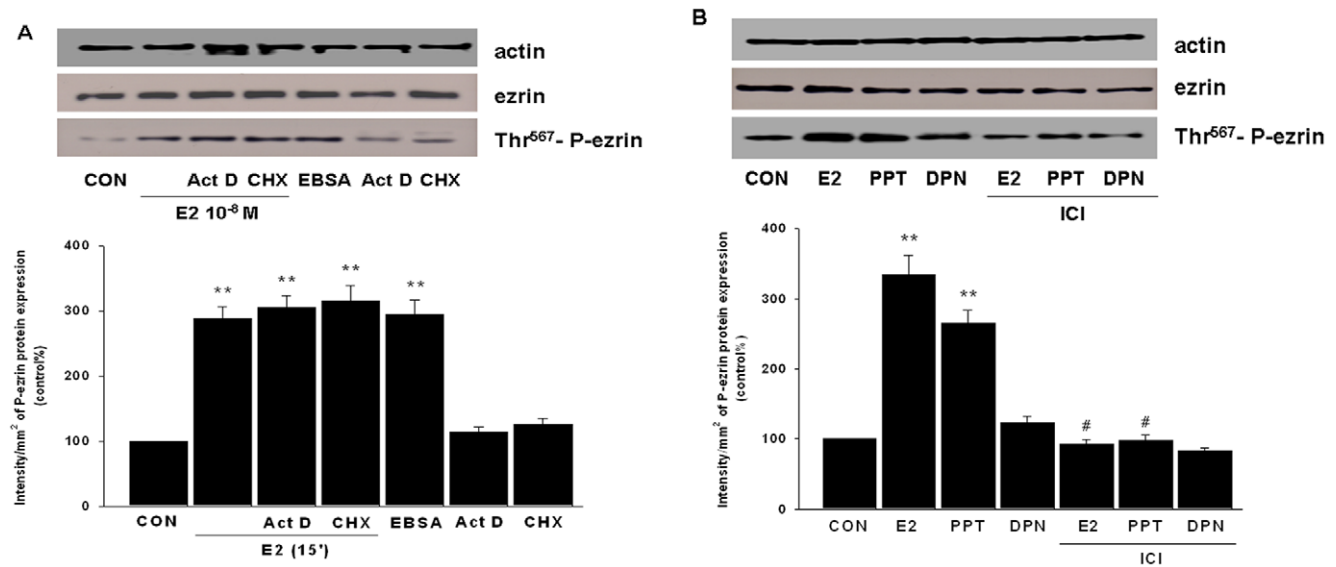 A
actin
ezrin
Thr⁵⁶⁷- P-ezrin
CON Act D CHX EBSA Act D CHX
E2 10⁻⁸ M
Intensity/mm² of P-ezrin protein expression
(control%)
400
300
200
100
0
** ** ** **
CON Act D CHX EBSA Act D CHX
E2 (15')
B
actin
ezrin
Thr⁵⁶⁷- P-ezrin
CON E2 PPT DPN E2 PPT DPN
ICI
Intensity/mm² of P-ezrin protein expression
(control% )
400
300
200
100
0
** ** # #
CON E2 PPT DPN E2 PPT DPN
ICI